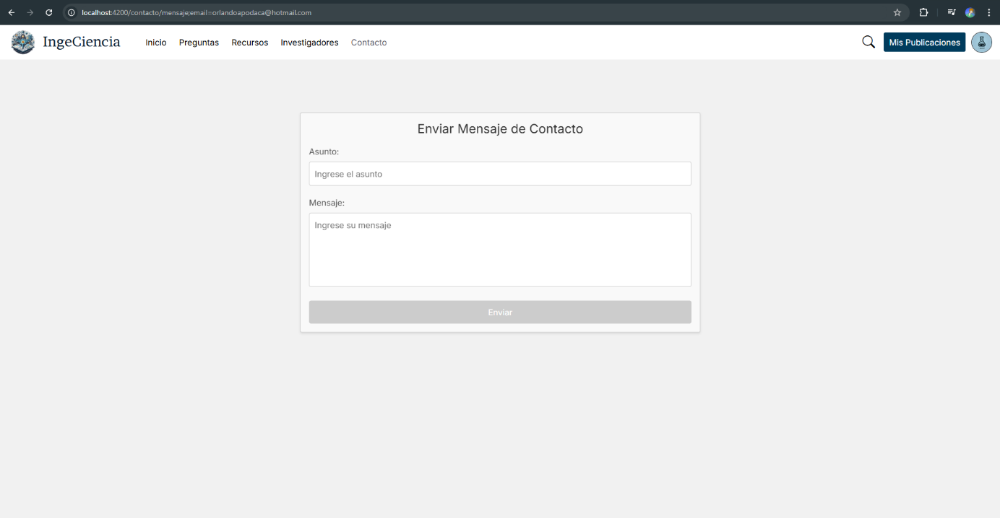 localhost:4200/contacto/mensaje;email=orlandoapodaca@hotmail.com
IngeCiencia Inicio Preguntas Recursos Investigadores Contacto Mis Publicaciones
Enviar Mensaje de Contacto
Asunto:
Ingrese el asunto
Mensaje:
Ingrese su mensaje
Enviar